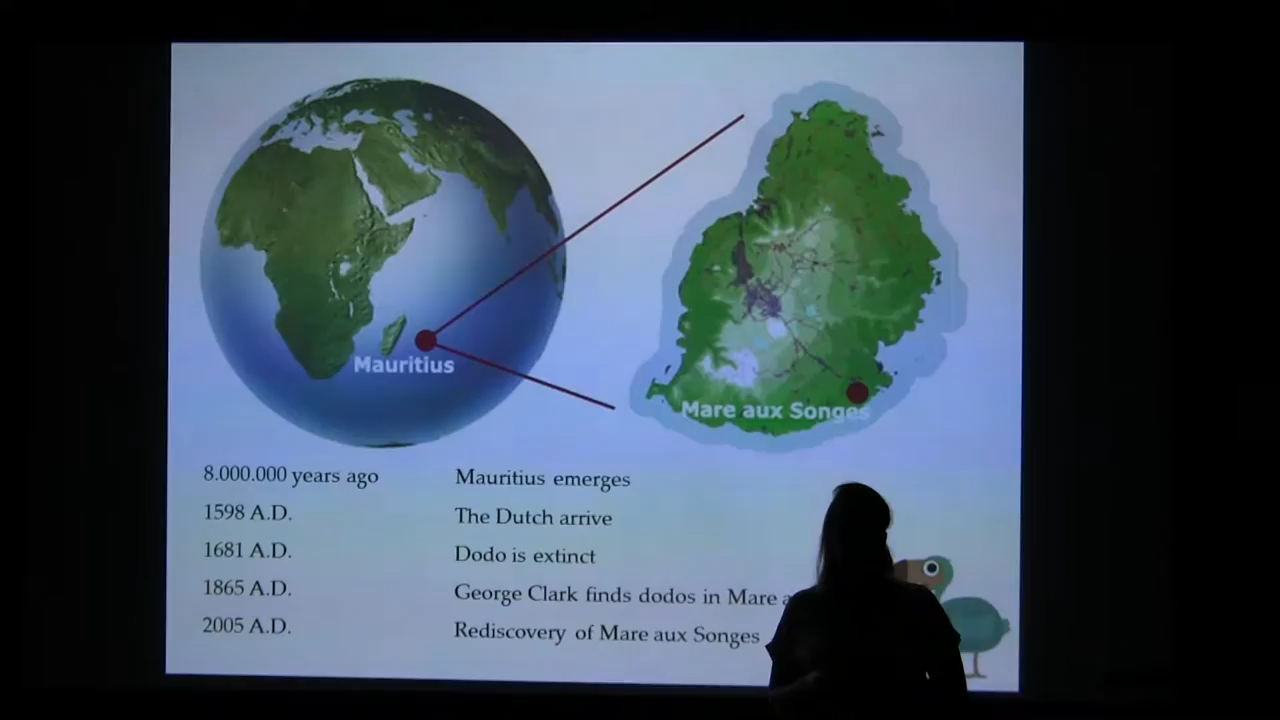 Mauritius
Mare aux Songes
8.000.000 years ago Mauritius emerges
1598 A.D. The Dutch arrive
1681 A.D. Dodo is extinct
1865 A.D. George Clark finds dodos in Mare a
2005 A.D. Rediscovery of Mare aux Songes